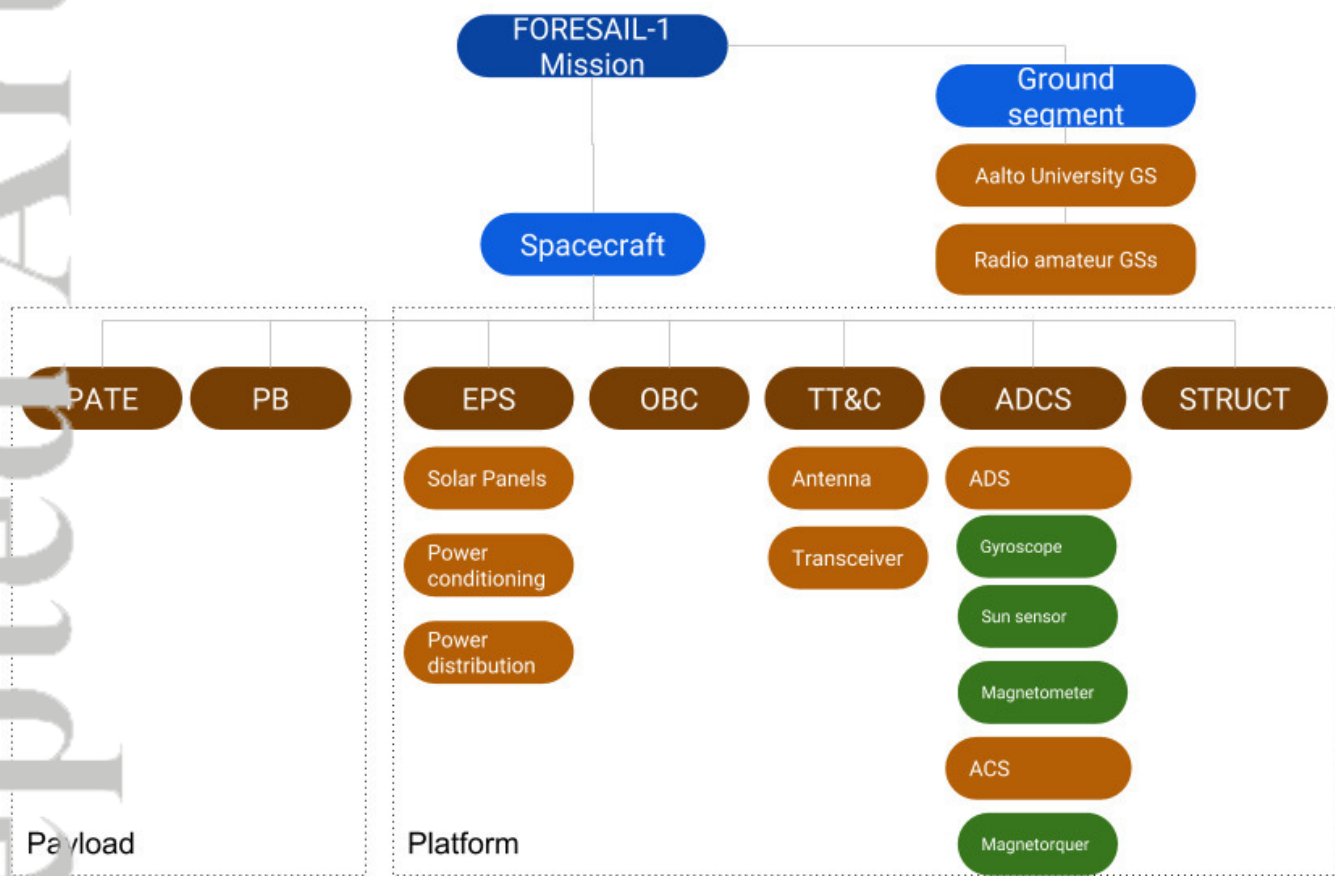 FORESAIL-1
Mission
Ground
segment
Aalto University GS
Radio amateur GSs
Spacecraft
PATE
PB
EPS
OBC
TT&C
ADCS
STRUCT
Solar Panels
Power
conditioning
Power
distribution
Antenna
Transceiver
ADS
Gyroscope
Sun sensor
Magnetometer
ACS
Magnetorquer
Payload
Platform